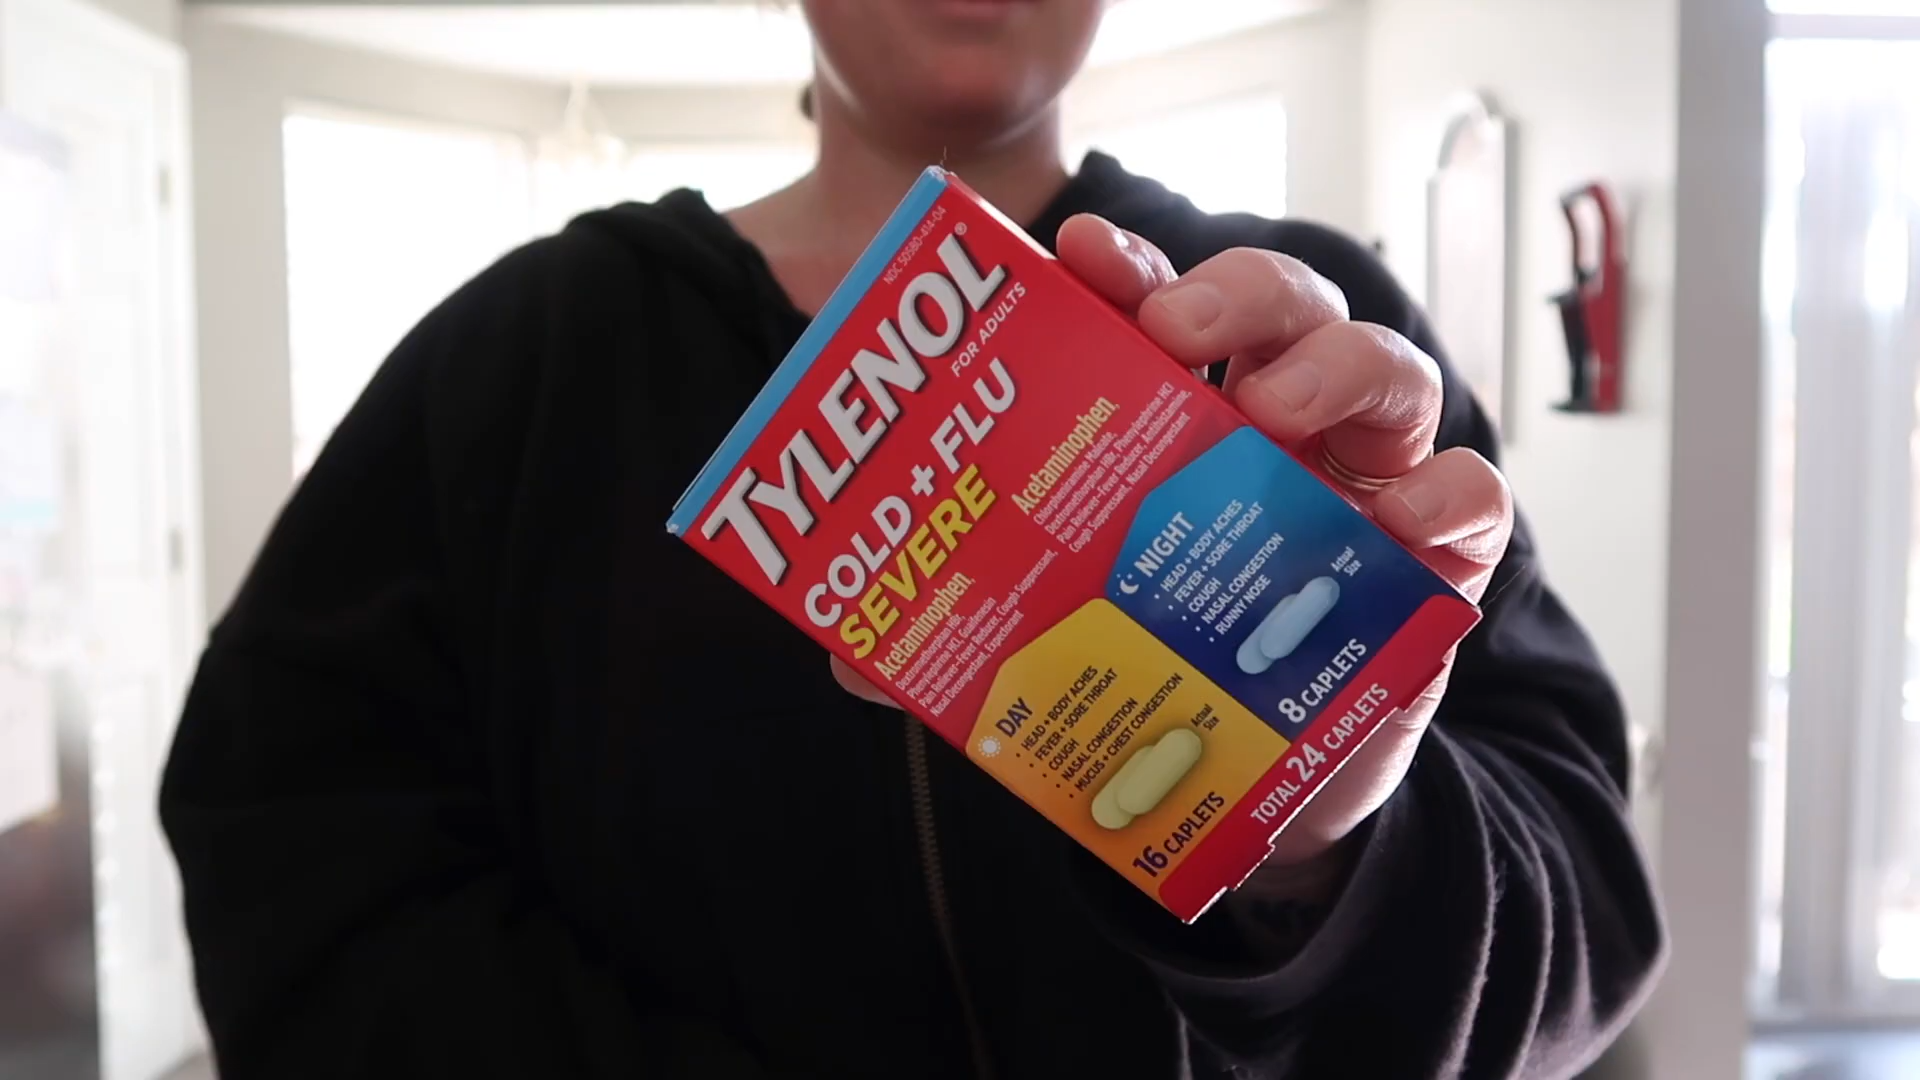 NDC 50580-414-04
TYLENOL®
FOR ADULTS
COLD + FLU
SEVERE
Acetaminophen,
Dextromethorphan HBr,
Phenylephrine HCl, Guaifenesin
Pain Reliever-Fever Reducer, Cough Suppressant,
Nasal Decongestant, Expectorant
Acetaminophen,
Chlorpheniramine Maleate,
Dextromethorphan HBr, Phenylephrine HCl
Pain Reliever-Fever Reducer, Antihistamine,
Cough Suppressant, Nasal Decongestant
DAY
• HEAD + BODY ACHES
• FEVER + SORE THROAT
• COUGH
• NASAL CONGESTION
• MUCUS + CHEST CONGESTION
Actual
Size
16 CAPLETS
NIGHT
• HEAD + BODY ACHES
• FEVER + SORE THROAT
• COUGH
• NASAL CONGESTION
• RUNNY NOSE
Actual
Size
8 CAPLETS
TOTAL 24 CAPLETS